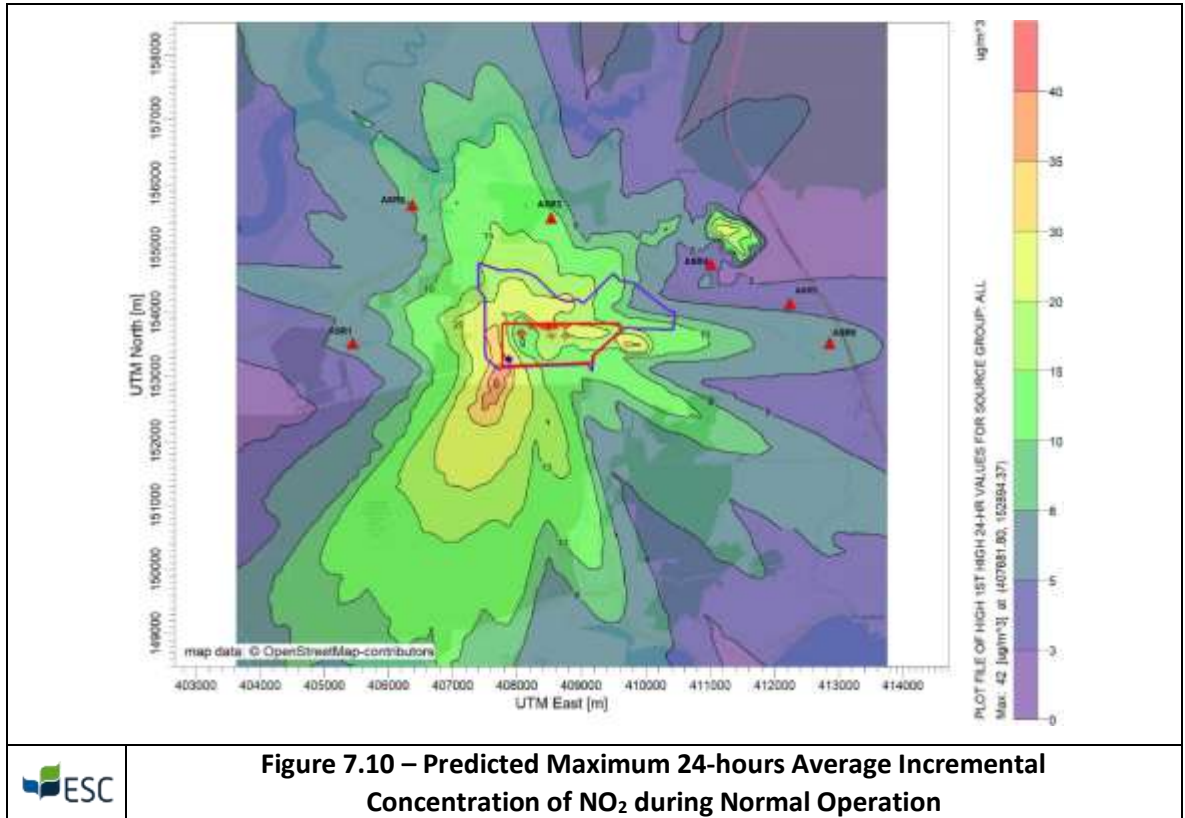 ug/m^3
158000
157000
156000
155000
154000
153000
152000
151000
150000
149000
UTM North [m]
ASR1
ASR6
40
35
30
20
15
10
8
5
3
0
PLOT FILE OF HIGH 1ST HIGH 24-HR VALUES FOR SOURCE GROUP: ALL
Max: 42 [ug/m^3] at (407681.80, 152894.37)
map data: © OpenStreetMap-contributors
403000 404000 405000 406000 407000 408000 409000 410000 411000 412000 413000 414000
UTM East [m]
ESC
Figure 7.10 – Predicted Maximum 24-hours Average Incremental
Concentration of NO₂ during Normal Operation